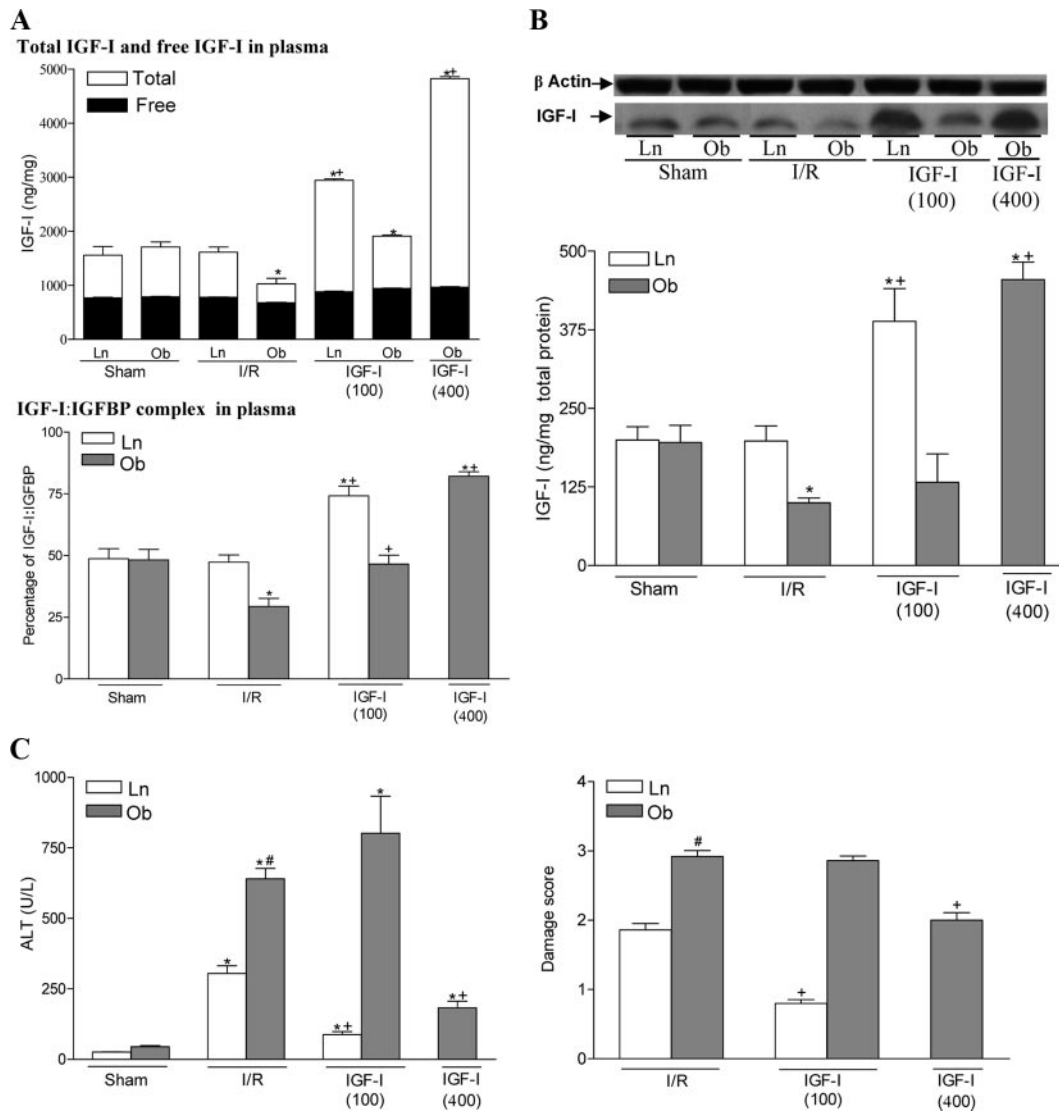 A
Total IGF-I and free IGF-I in plasma
5000
4000
3000
2000
1000
0
IGF-I (ng/mg)
Total
Free
*
*+
*
*+
Ln Ob Ln Ob Ln Ob Ob
Sham I/R IGF-I IGF-I
(100) (400)
IGF-I:IGFBP complex in plasma
100
75
50
25
0
Percentage of IGF-I:IGFBP
Ln
Ob
*
*+
+
*+
Sham I/R IGF-I IGF-I
(100) (400)
B
β Actin
IGF-I
Ln Ob Ln Ob Ln Ob Ob
Sham I/R IGF-I IGF-I
(100) (400)
500
375
250
125
0
IGF-I (ng/mg total protein)
Ln
Ob
*
*+
*+
Sham I/R IGF-I IGF-I
(100) (400)
C
1000
750
500
250
0
ALT (U/L)
Ln
Ob
*
*#
*+
*
*+
Sham I/R IGF-I IGF-I
(100) (400)
4
3
2
1
0
Damage score
Ln
Ob
#
+
+
I/R IGF-I IGF-I
(100) (400)